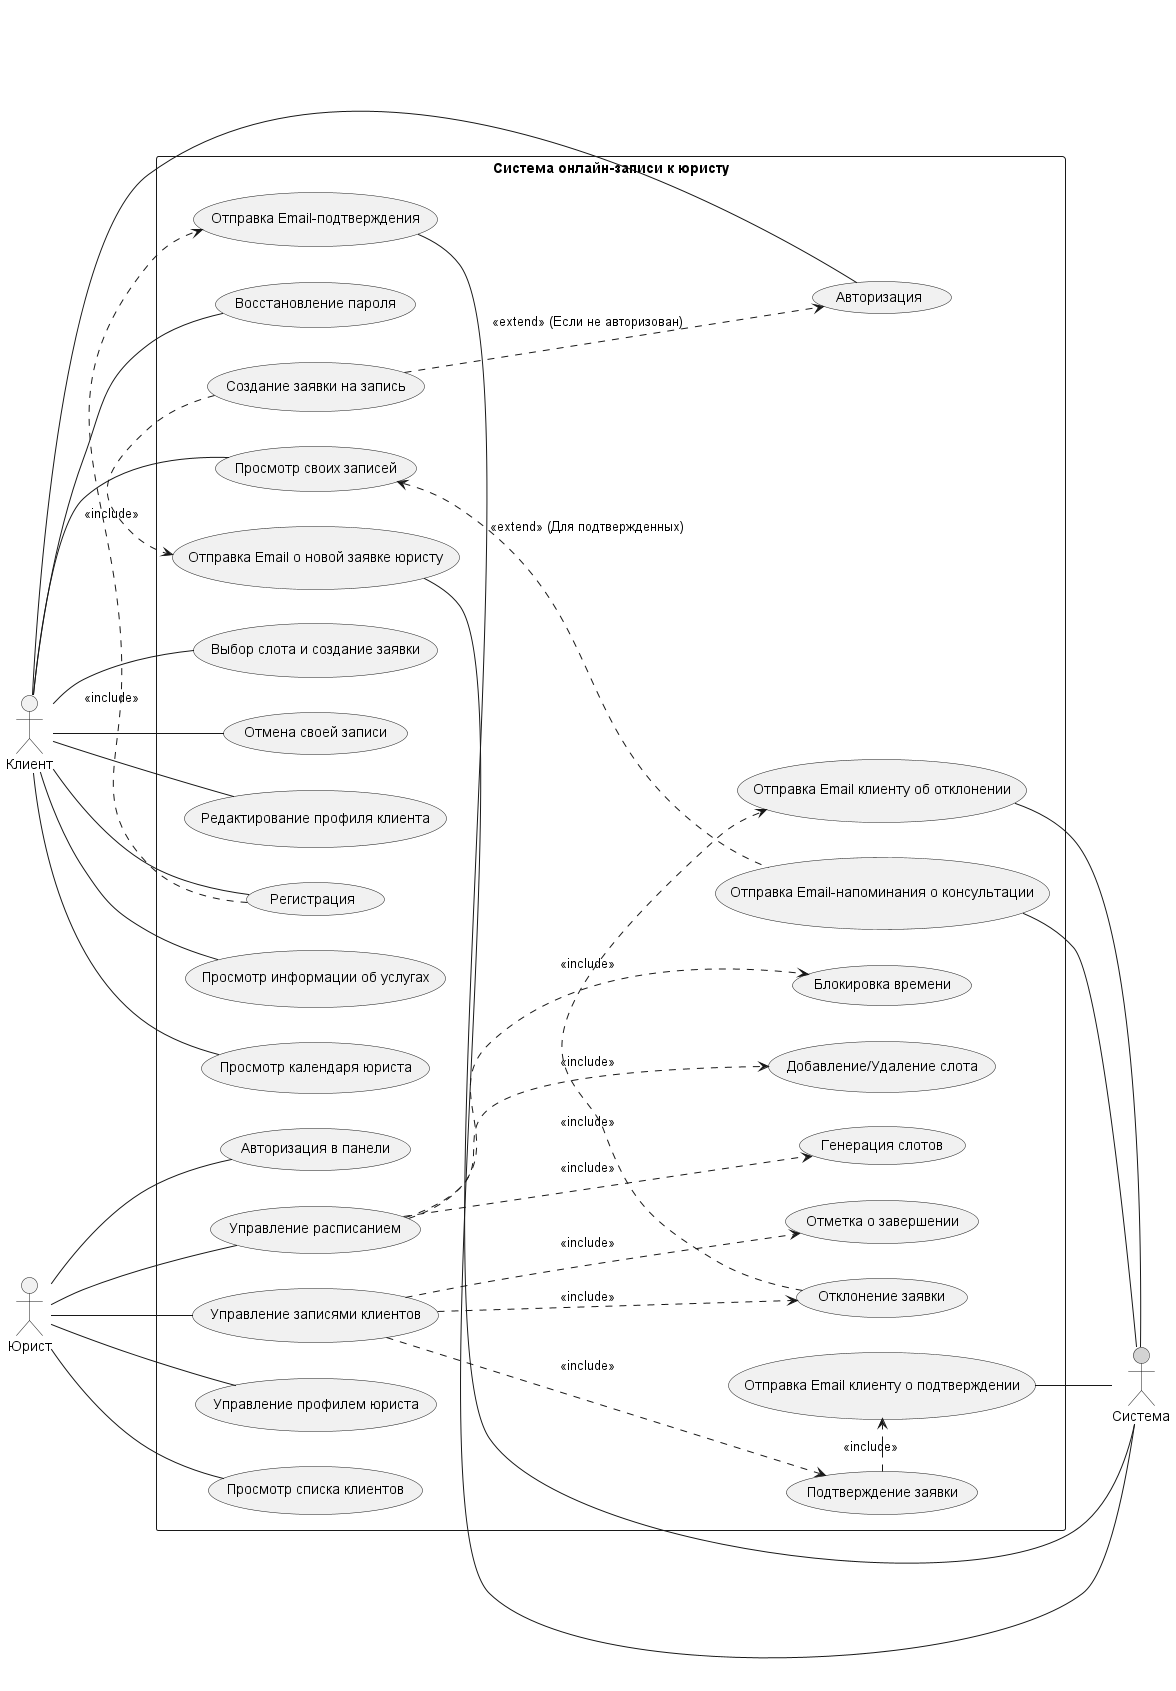 Система онлайн-записи к юристу
Отправка Email-подтверждения
Авторизация
Восстановление пароля
«extend» (Если не авторизован)
Создание заявки на запись
Просмотр своих записей
«include»
«extend» (Для подтвержденных)
Отправка Email о новой заявке юристу
Выбор слота и создание заявки
«include»
Отмена своей записи
Клиент
Отправка Email клиенту об отклонении
Редактирование профиля клиента
Отправка Email-напоминания о консультации
Регистрация
«include»
Просмотр информации об услугах
Блокировка времени
«include»
Просмотр календаря юриста
Добавление/Удаление слота
«include»
Авторизация в панели
Генерация слотов
«include»
Управление расписанием
Отметка о завершении
«include»
Управление записями клиентов
«include»
Отклонение заявки
Юрист
«include»
Отправка Email клиенту о подтверждении
Управление профилем юриста
Система
«include»
Просмотр списка клиентов
Подтверждение заявки